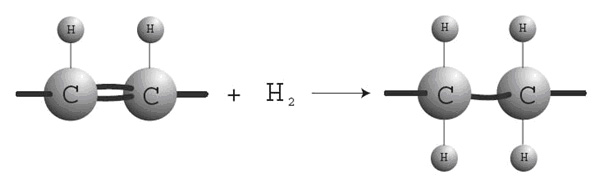 H H H H
C C + H₂ C C
H H